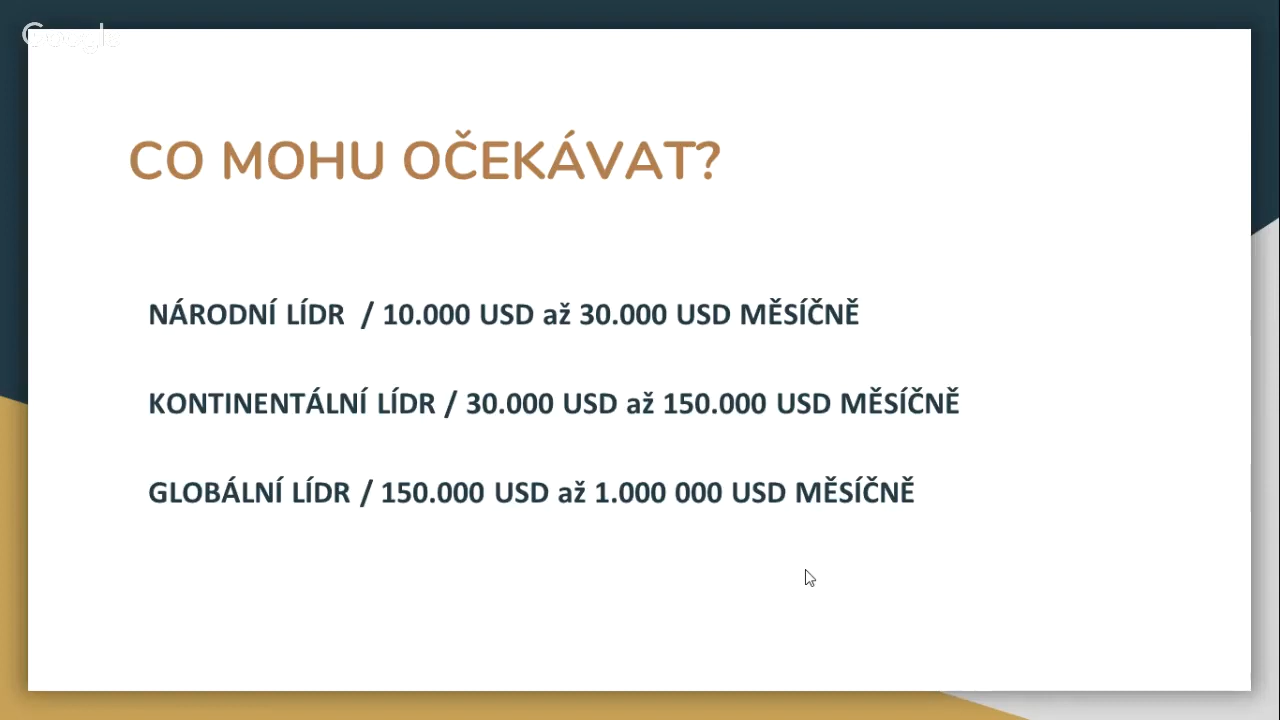 Google
CO MOHU OČEKÁVAT?
NÁRODNÍ LÍDR / 10.000 USD až 30.000 USD MĚSÍČNĚ
KONTINENTÁLNÍ LÍDR / 30.000 USD až 150.000 USD MĚSÍČNĚ
GLOBÁLNÍ LÍDR / 150.000 USD až 1.000 000 USD MĚSÍČNĚ